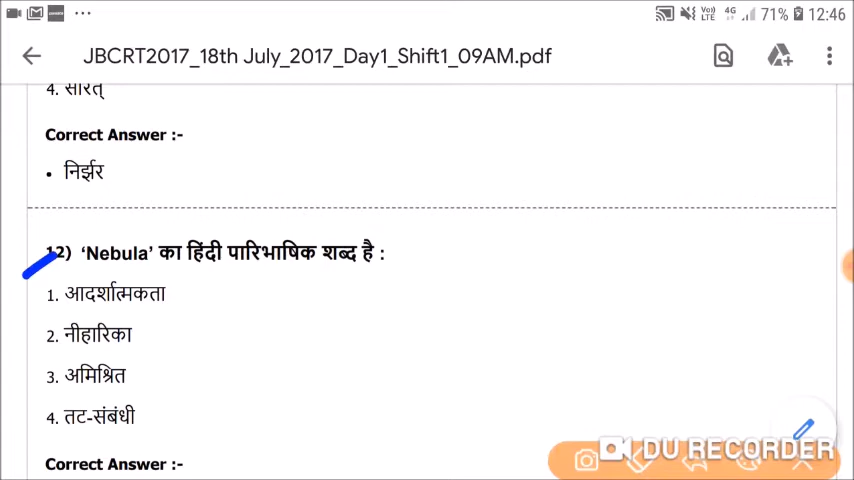 71% 12:46
JBCRT2017_18th July_2017_Day1_Shift1_09AM.pdf
4. सरित्
Correct Answer :-
• निर्झर
12) ‘Nebula’ का हिंदी पारिभाषिक शब्द है :
1. आदर्शात्मकता
2. नीहारिका
3. अमिश्रित
4. तट-संबंधी
DU RECORDER
Correct Answer :-